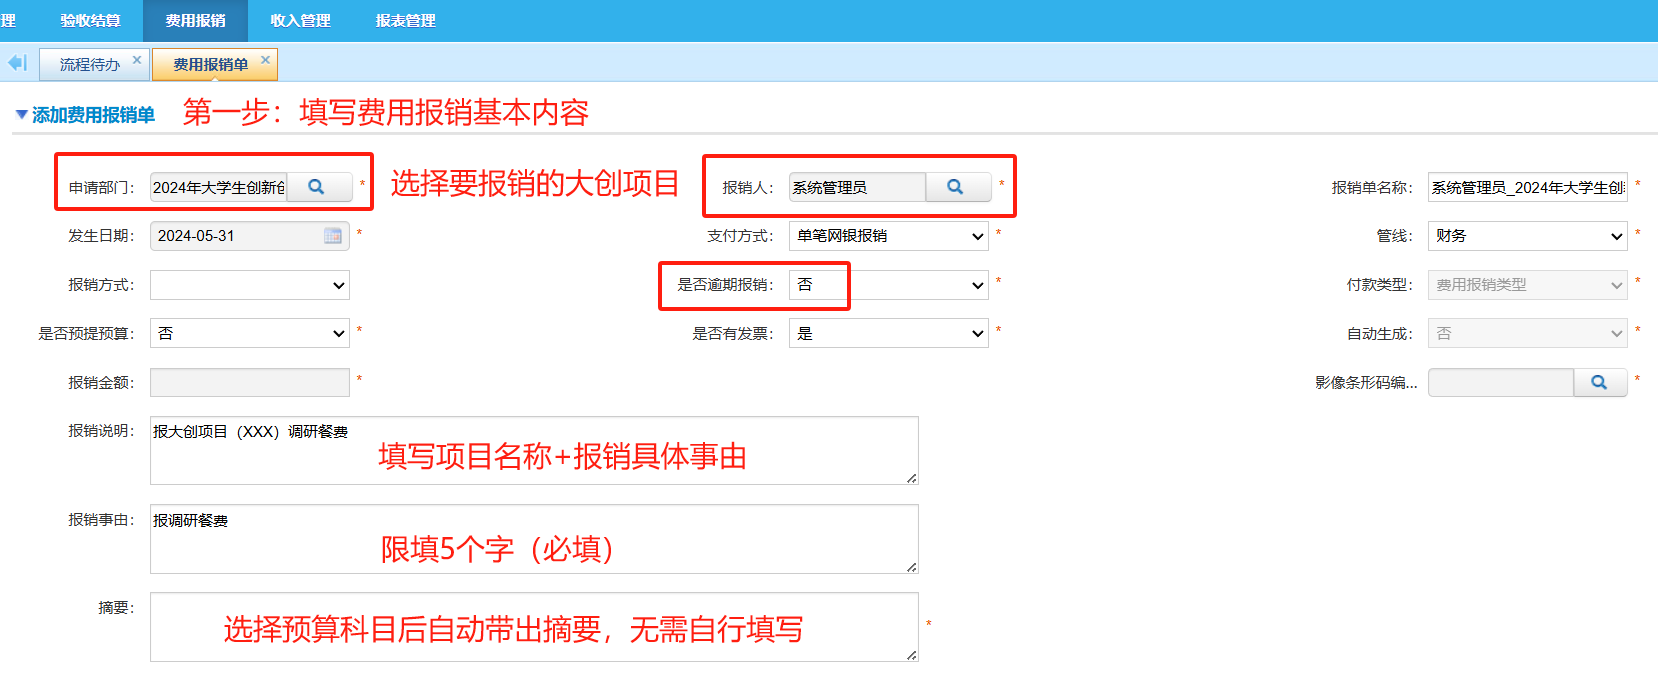 理 验收结算 费用报销 收入管理 报表管理
流程待办 费用报销单
添加费用报销单 第一步：填写费用报销基本内容
申请部门： 2024年大学生创新创 * 选择要报销的大创项目 报销人： 系统管理员 * 报销单名称： 系统管理员_2024年大学生创 *
发生日期： 2024-05-31 * 支付方式： 单笔网银报销 * 管线： 财务 *
报销方式： 是否逾期报销： 否 * 付款类型： 费用报销类型 *
是否预提预算： 否 * 是否有发票： 是 * 自动生成： 否 *
报销金额： * 影像条形码编... *
报销说明： 报大创项目（XXX）调研餐费
填写项目名称+报销具体事由
报销事由： 报调研餐费
限填5个字（必填）
摘要： 选择预算科目后自动带出摘要，无需自行填写 *